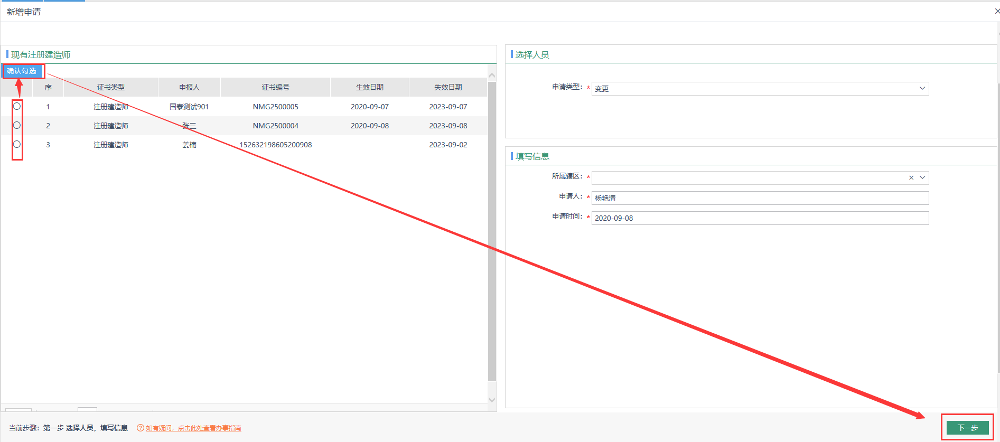 新增申请
现有注册建造师
确认勾选
序 证书类型 申报人 证书编号 生效日期 失效日期
1 注册建造师 国泰测试901 NMG2500005 2020-09-07 2023-09-07
2 注册建造师 张三 NMG2500004 2020-09-08 2023-09-08
3 注册建造师 姜楠 152632198605200908 2023-09-02
选择人员
申请类型：* 变更
填写信息
所属辖区：*
申请人：* 杨艳清
申请时间：* 2020-09-08
当前步骤：第一步 选择人员，填写信息 ? 如有疑问，点击此处查看办事指南
下一步